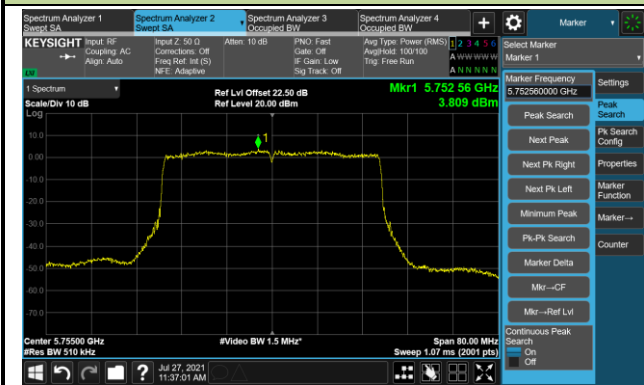 Spectrum Analyzer 1
Swept SA
Spectrum Analyzer 2
Swept SA
Spectrum Analyzer 3
Occupied BW
Spectrum Analyzer 4
Occupied BW
Marker
KEYSIGHT
Input: RF
Coupling: AC
Align: Auto
Input Z: 50 Ω
Corrections: Off
Freq Ref: Int (S)
NFE: Adaptive
Atten: 10 dB
PNO: Fast
Gate: Off
IF Gain: Low
Sig Track: Off
Avg Type: Power (RMS)
Avg|Hold: 100/100
Trig: Free Run
1 2 3 4 5 6
A W W W W W
A N N N N N
LXI
Select Marker
Marker 1
1 Spectrum
Scale/Div 10 dB
Log
Ref Lvl Offset 22.50 dB
Ref Level 20.00 dBm
Mkr1 5.752 56 GHz
3.809 dBm
10.0
0.00
-10.0
-20.0
-30.0
-40.0
-50.0
-60.0
-70.0
1
Center 5.75500 GHz
#Res BW 510 kHz
#Video BW 1.5 MHz*
Span 80.00 MHz
Sweep 1.07 ms (2001 pts)
Marker Frequency
5.752560000 GHz
Peak Search
Next Peak
Next Pk Right
Next Pk Left
Minimum Peak
Pk-Pk Search
Marker Delta
Mkr→CF
Mkr→Ref Lvl
Continuous Peak
Search
On
Off
Settings
Peak
Search
Pk Search
Config
Properties
Marker
Function
Marker→
Counter
?
Jul 27, 2021
11:37:01 AM